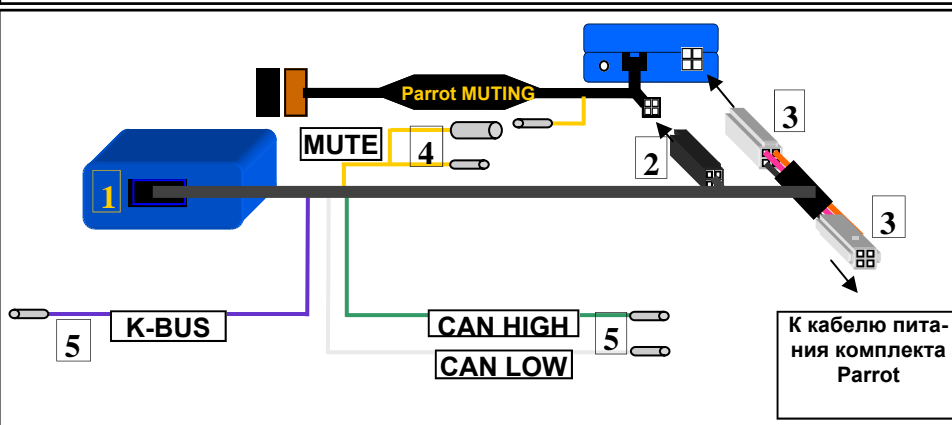 Parrot MUTING
3
MUTE
4
2
1
3
K-BUS
5
CAN HIGH
5
CAN LOW
К кабелю пита-
ния комплекта
Parrot